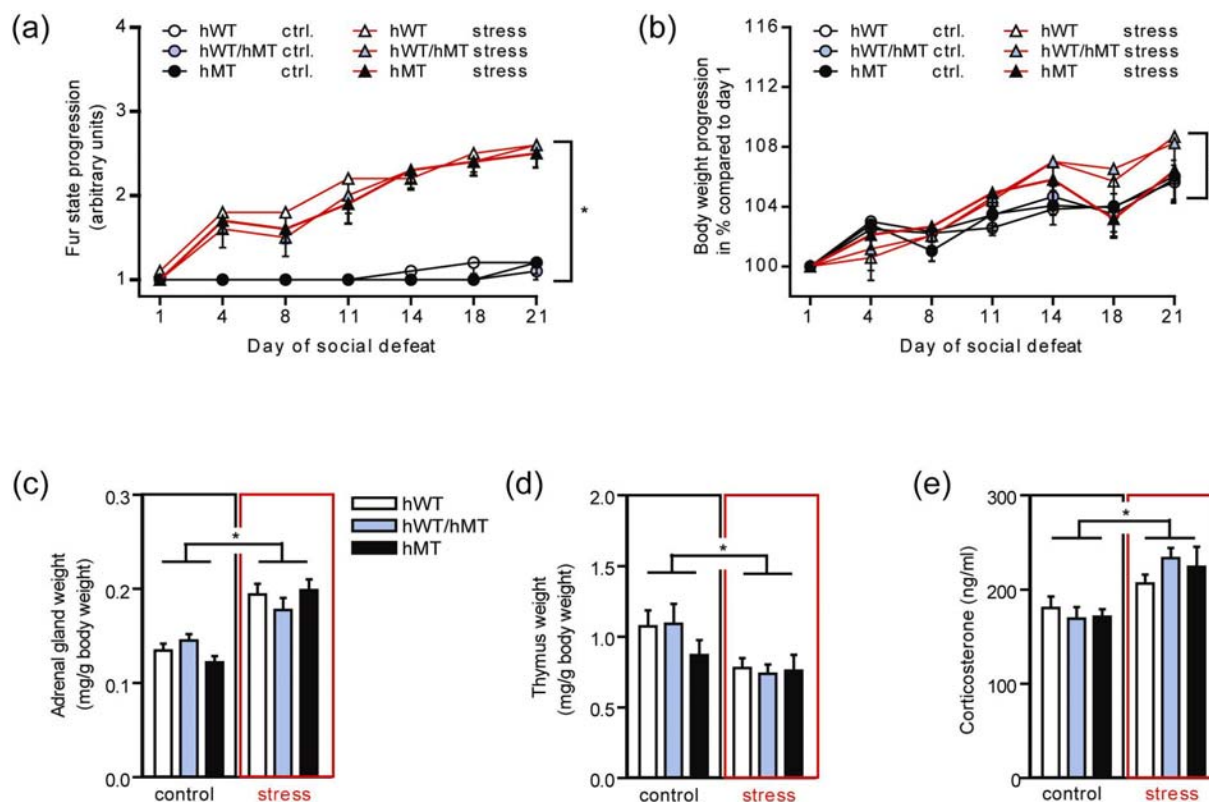 (a)
4
3
2
1
Fur state progression
(arbitrary units)
hWT ctrl.
hWT/hMT ctrl.
hMT ctrl.
hWT stress
hWT/hMT stress
hMT stress
*
1 4 8 11 14 18 21
Day of social defeat
(b)
116
112
108
104
100
Body weight progression
in % compared to day 1
hWT ctrl.
hWT/hMT ctrl.
hMT ctrl.
hWT stress
hWT/hMT stress
hMT stress
1 4 8 11 14 18 21
Day of social defeat
(c)
0.3
0.2
0.1
0.0
Adrenal gland weight
(mg/g body weight)
*
control stress
hWT
hWT/hMT
hMT
(d)
2.0
1.5
1.0
0.5
0.0
Thymus weight
(mg/g body weight)
*
control stress
(e)
300
200
100
0
Corticosterone (ng/ml)
*
control stress